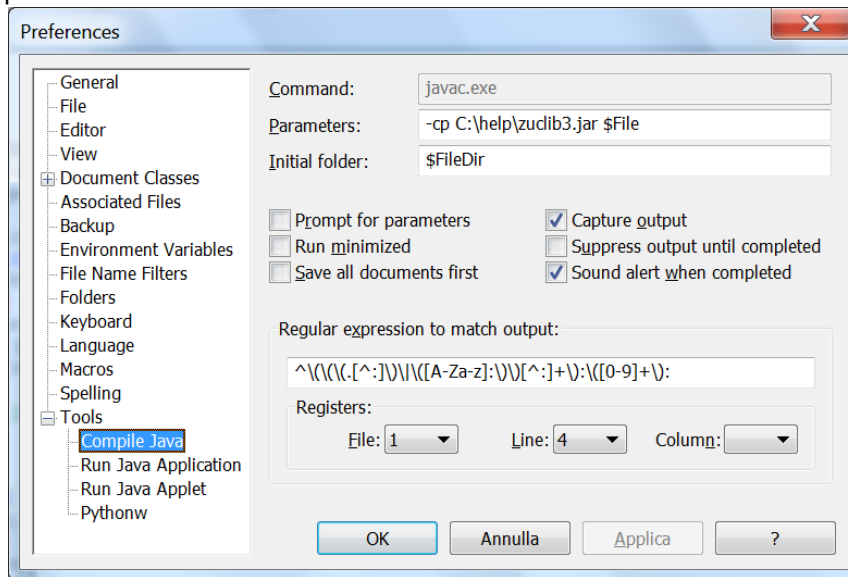 Preferences
General
File
Editor
View
Document Classes
Associated Files
Backup
Environment Variables
File Name Filters
Folders
Keyboard
Language
Macros
Spelling
Tools
Compile Java
Run Java Application
Run Java Applet
Pythonw
Command: javac.exe
Parameters: -cp C:\help\zuclib3.jar $File
Initial folder: $FileDir
Prompt for parameters
Run minimized
Save all documents first
Capture output
Suppress output until completed
Sound alert when completed
Regular expression to match output:
^\(\(\(.[^:]\)\|\([A-Za-z]:\)\)[^:]+\):\([0-9]+\):
Registers:
File: 1 Line: 4 Column:
OK Annulla Applica ?